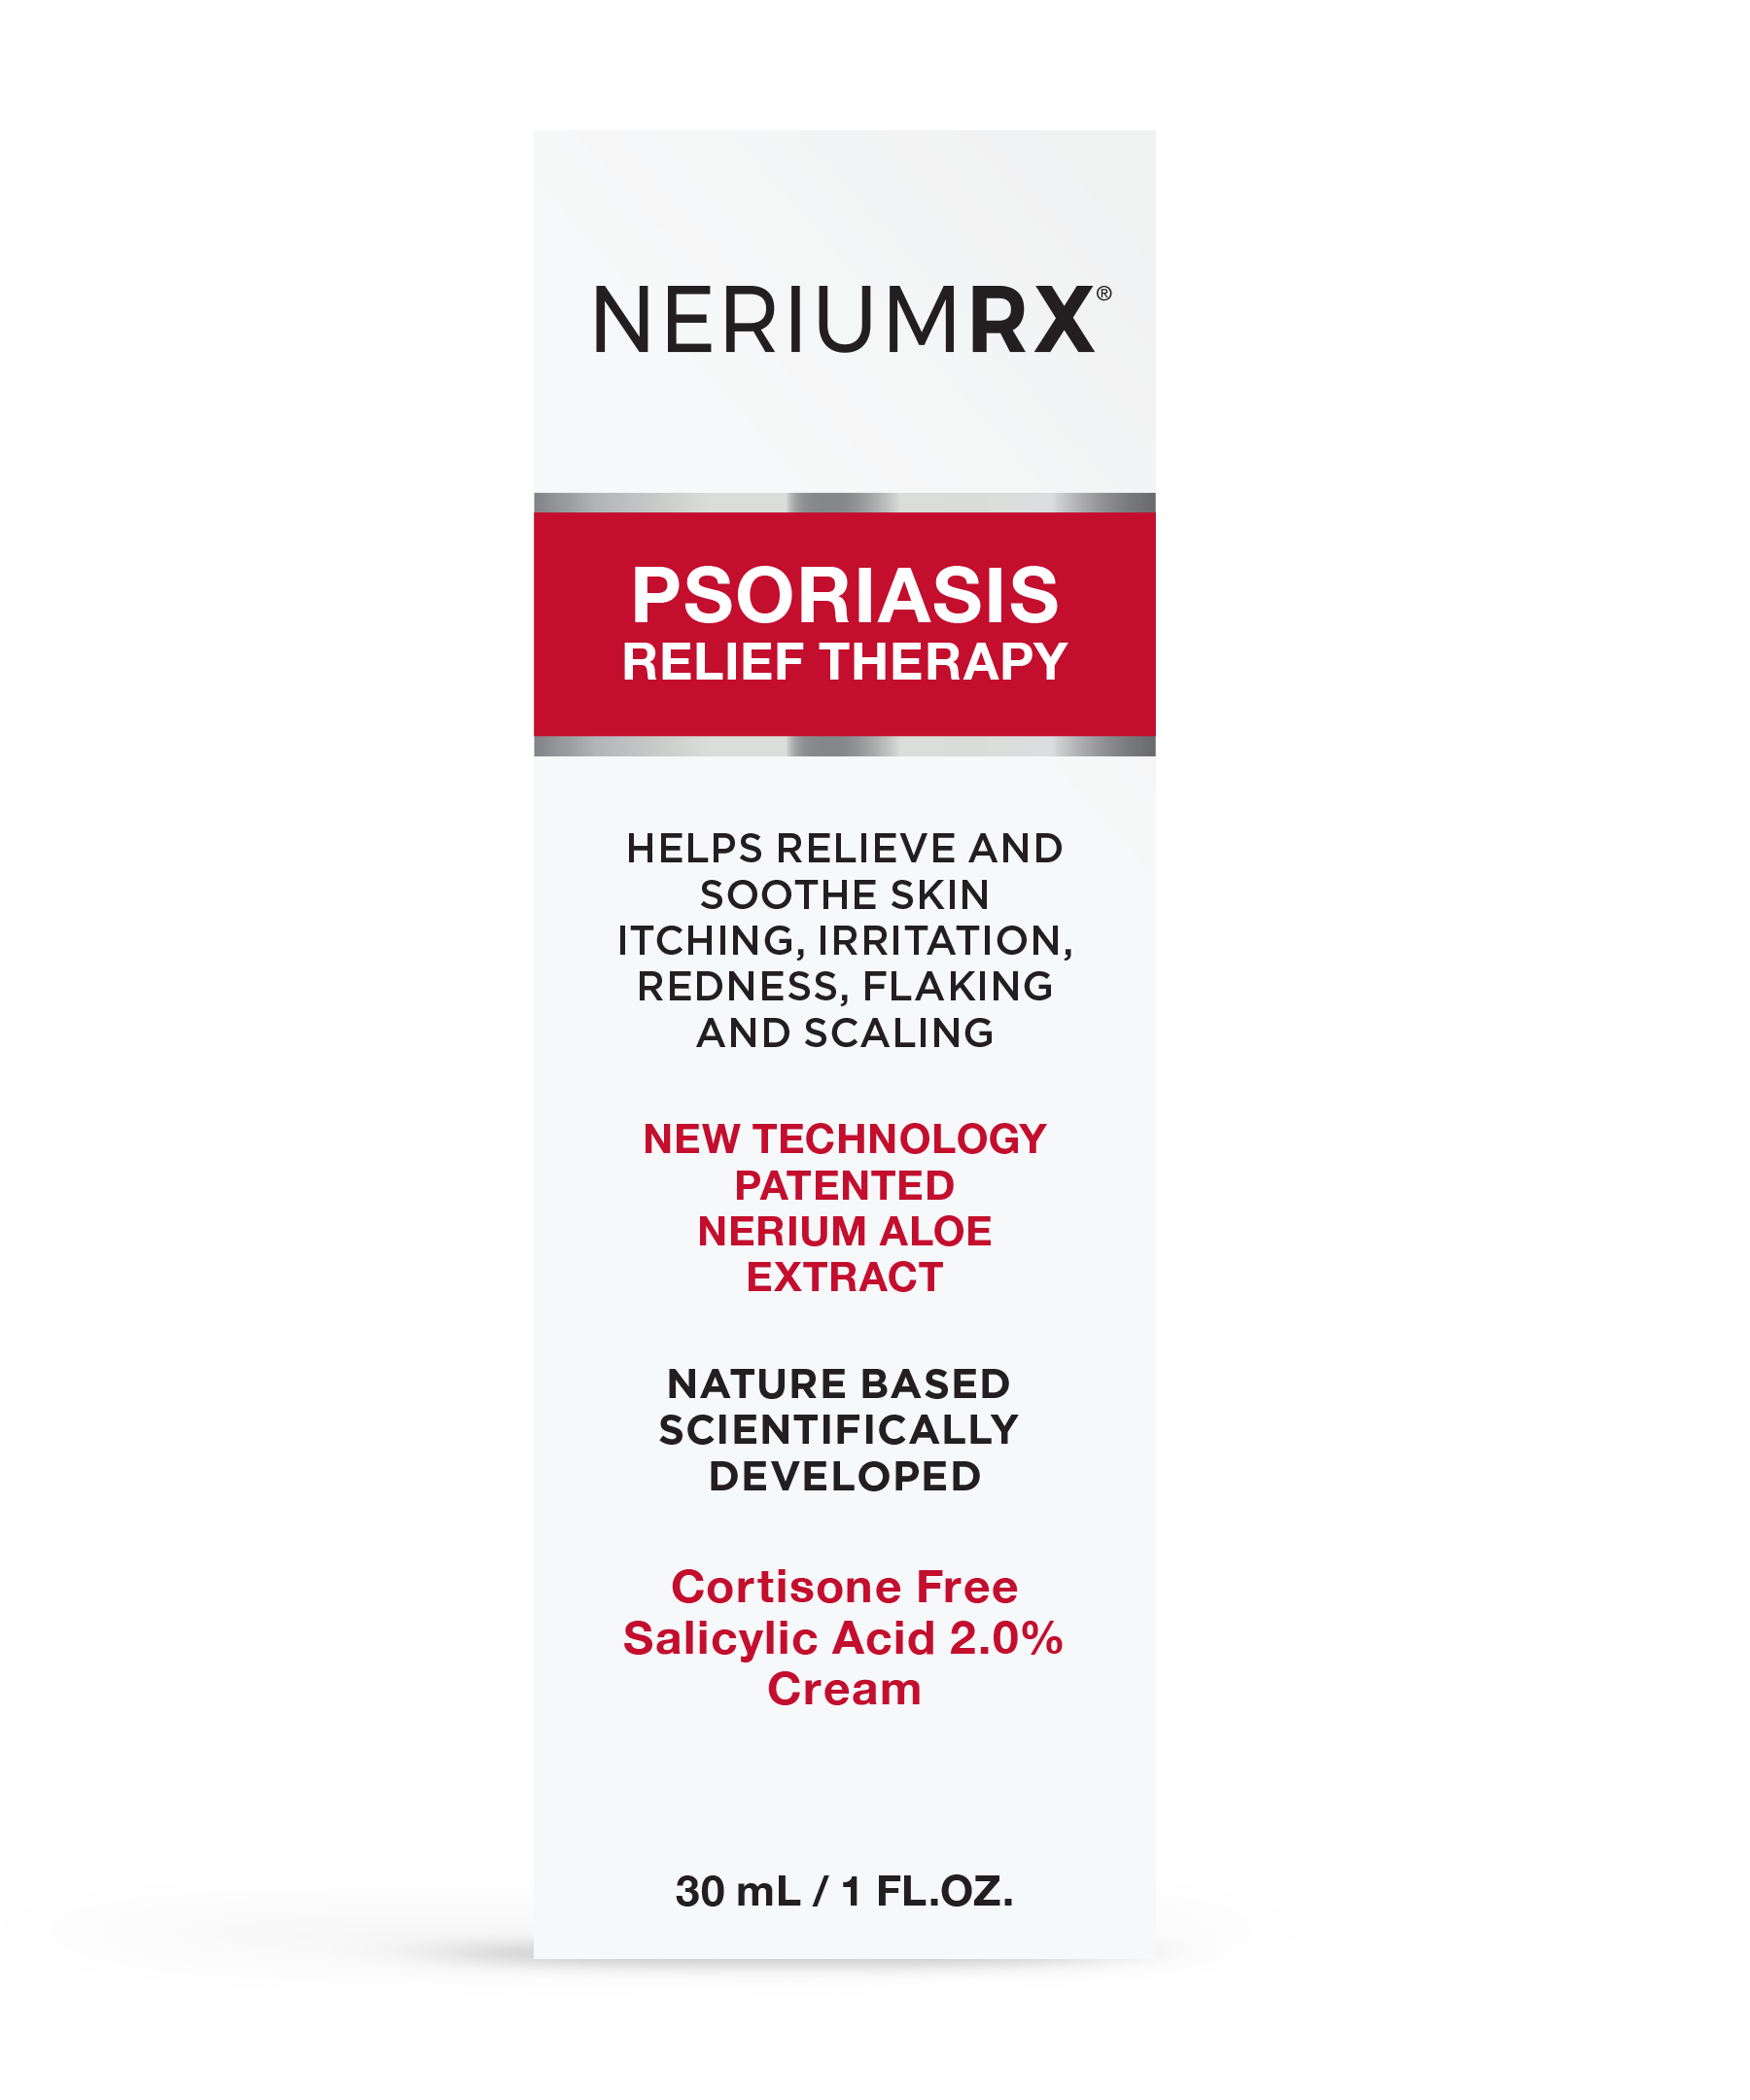 NERIUMRX®
PSORIASIS
RELIEF THERAPY
HELPS RELIEVE AND
SOOTHE SKIN
ITCHING, IRRITATION,
REDNESS, FLAKING
AND SCALING
NEW TECHNOLOGY
PATENTED
NERIUM ALOE
EXTRACT
NATURE BASED
SCIENTIFICALLY
DEVELOPED
Cortisone Free
Salicylic Acid 2.0%
Cream
30 mL / 1 FL.OZ.